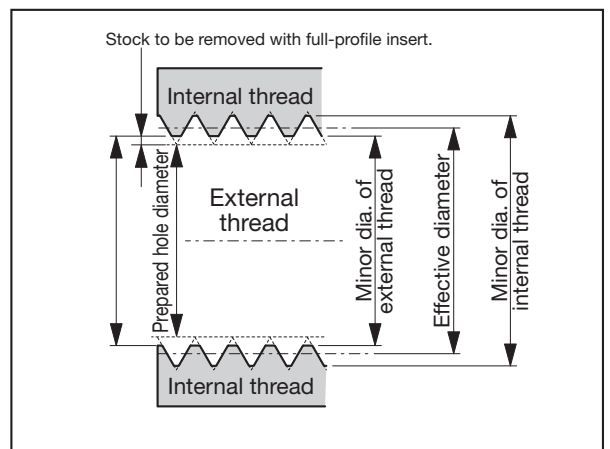 Stock to be removed with full-profile insert.
Internal thread
External
thread
Prepared hole diameter
Minor dia. of
external thread
Effective diameter
Minor dia. of
internal thread
Internal thread